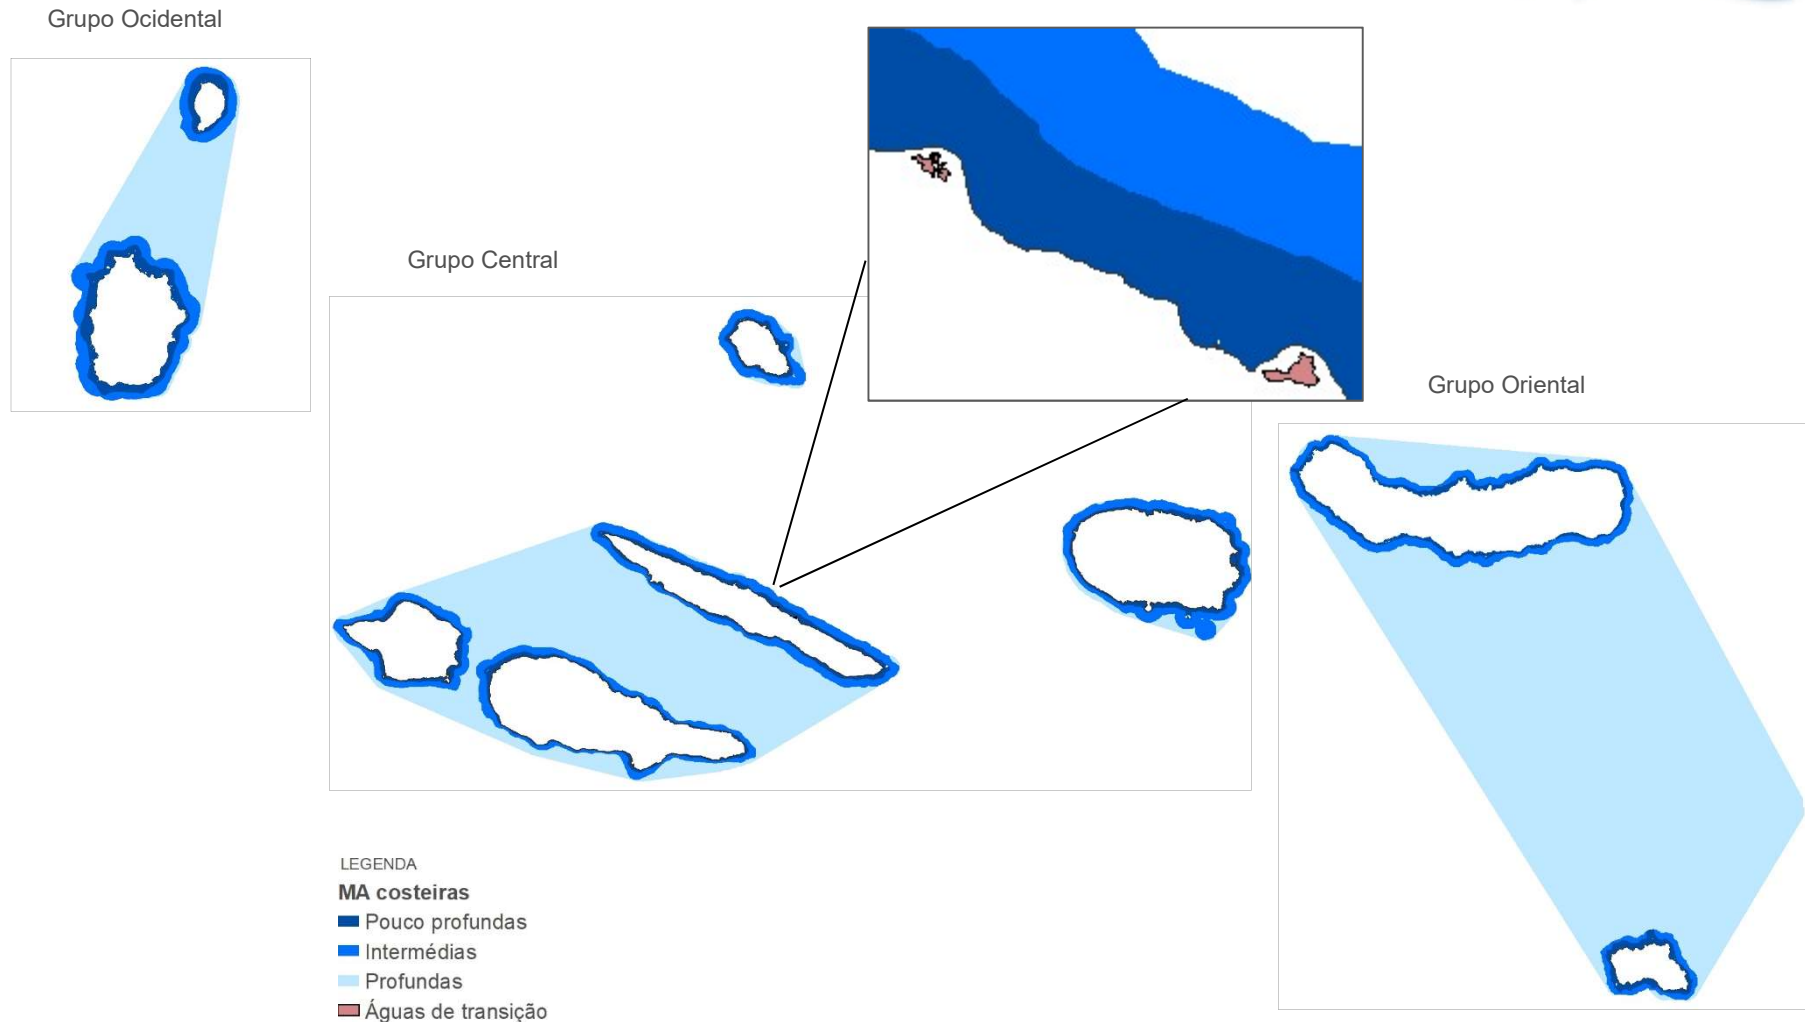 Grupo Ocidental
Grupo Central
Grupo Oriental
LEGENDA
MA costeiras
Pouco profundas
Intermédias
Profundas
Águas de transição